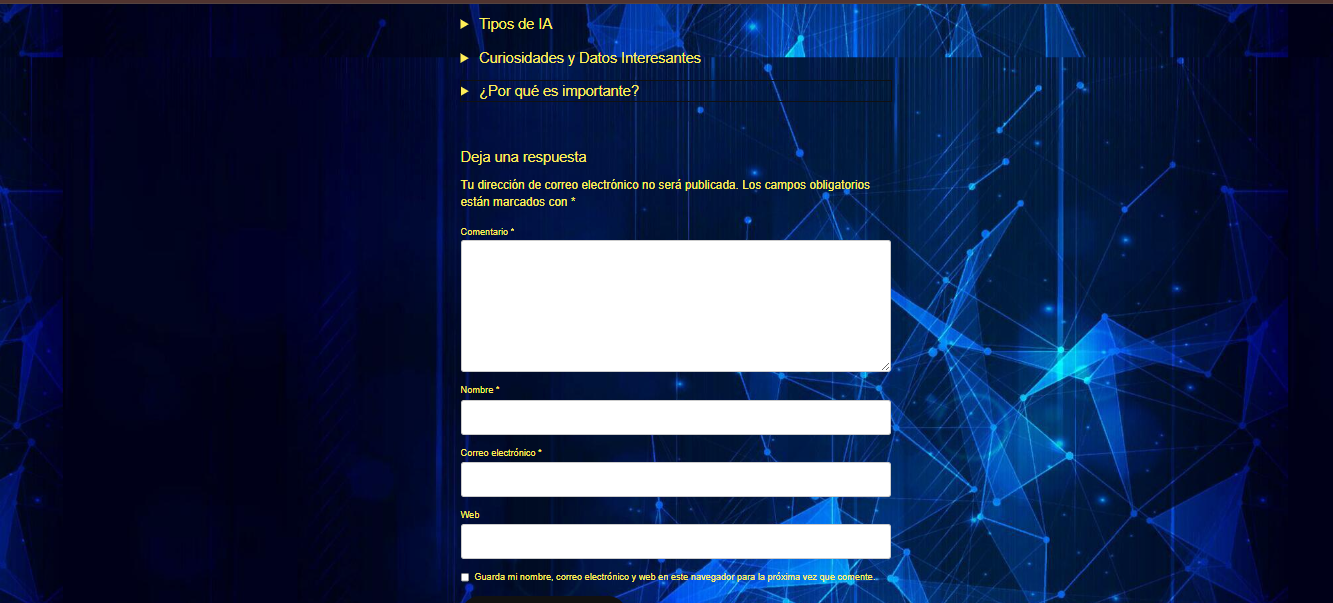 Tipos de IA
Curiosidades y Datos Interesantes
¿Por qué es importante?
Deja una respuesta
Tu dirección de correo electrónico no será publicada. Los campos obligatorios
están marcados con *
Comentario *
Nombre *
Correo electrónico *
Web
Guarda mi nombre, correo electrónico y web en este navegador para la próxima vez que comente.